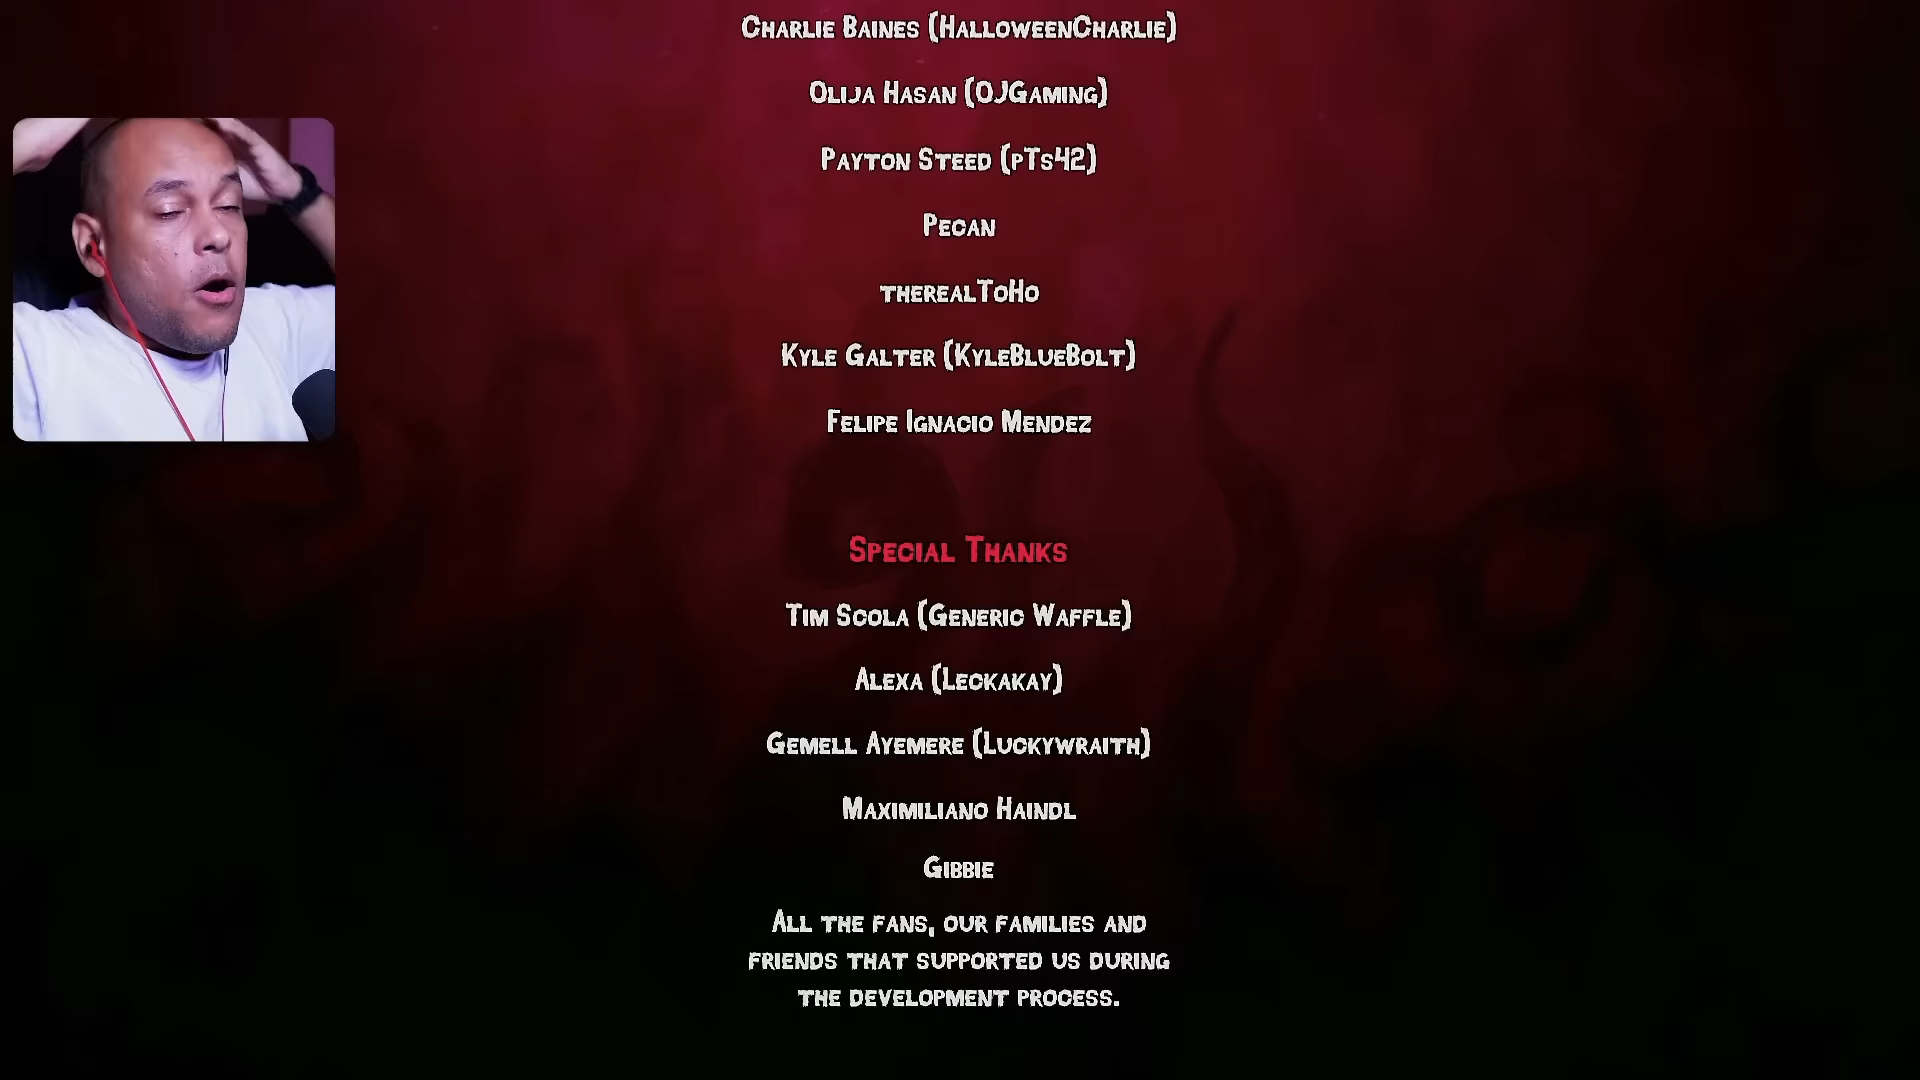 Charlie Baines (HalloweenCharlie)
Olija Hasan (OJGaming)
Payton Steed (pTs42)
Pecan
therealToHo
Kyle Galter (KyleBlueBolt)
Felipe Ignacio Mendez
Special Thanks
Tim Scola (Generic Waffle)
Alexa (Leckakay)
Gemell Ayemere (Luckywraith)
Maximiliano Haindl
Gibbie
All the fans, our families and
friends that supported us during
the development process.